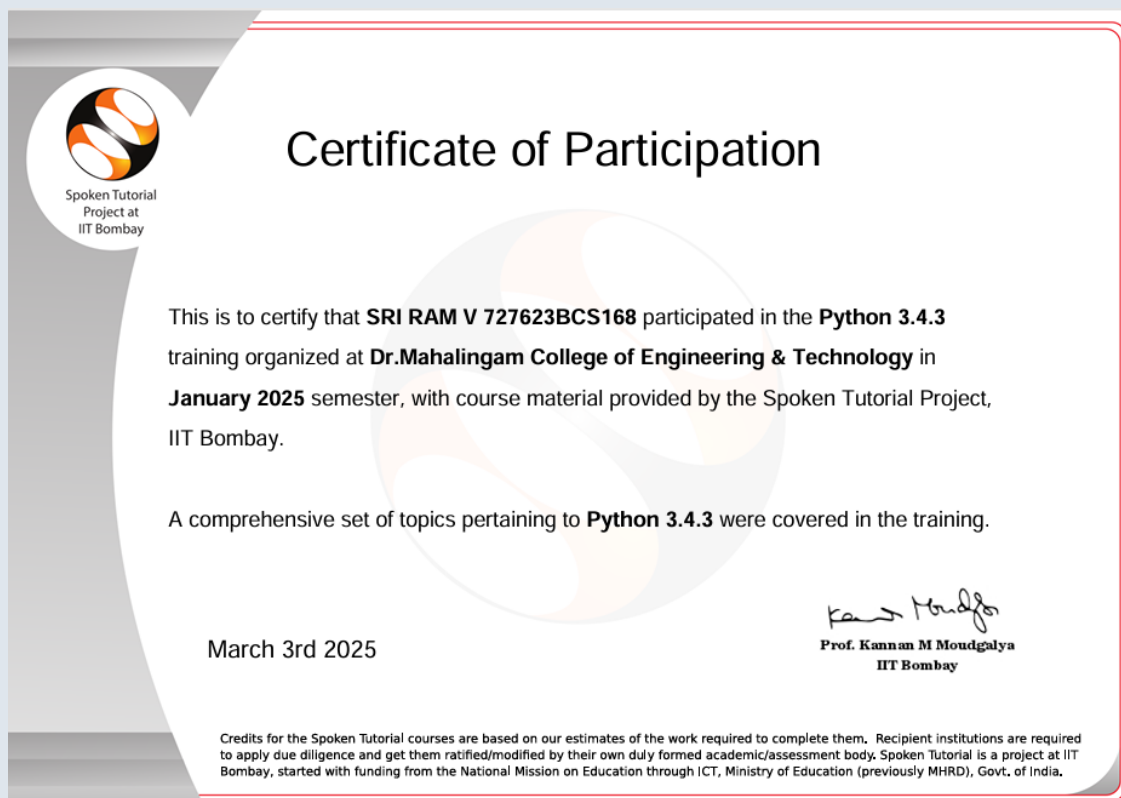 Spoken Tutorial
Project at
IIT Bombay
Certificate of Participation
This is to certify that SRI RAM V 727623BCS168 participated in the Python 3.4.3
training organized at Dr.Mahalingam College of Engineering & Technology in
January 2025 semester, with course material provided by the Spoken Tutorial Project,
IIT Bombay.
A comprehensive set of topics pertaining to Python 3.4.3 were covered in the training.
March 3rd 2025
Kannan Moudgalya
Prof. Kannan M Moudgalya
IIT Bombay
Credits for the Spoken Tutorial courses are based on our estimates of the work required to complete them. Recipient institutions are required
to apply due diligence and get them ratified/modified by their own duly formed academic/assessment body. Spoken Tutorial is a project at IIT
Bombay, started with funding from the National Mission on Education through ICT, Ministry of Education (previously MHRD), Govt. of India.